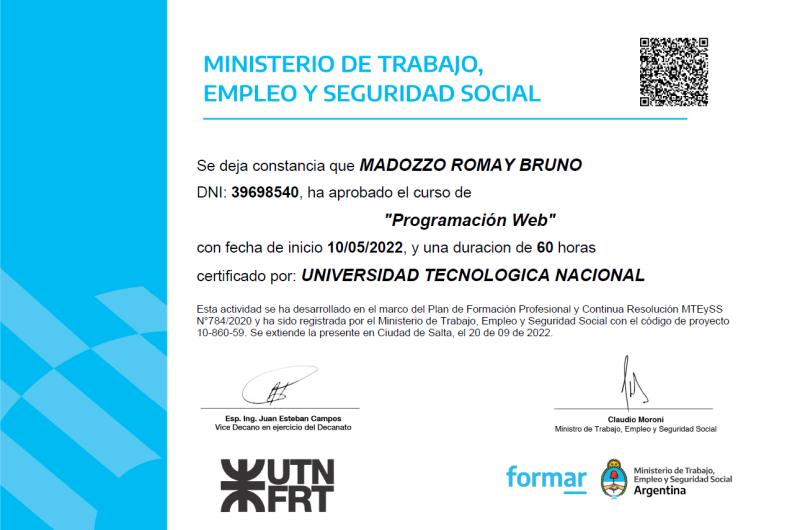 MINISTERIO DE TRABAJO,
EMPLEO Y SEGURIDAD SOCIAL
Se deja constancia que MADOZZO ROMAY BRUNO
DNI: 39698540, ha aprobado el curso de
"Programación Web"
con fecha de inicio 10/05/2022, y una duracion de 60 horas
certificado por: UNIVERSIDAD TECNOLOGICA NACIONAL
Esta actividad se ha desarrollado en el marco del Plan de Formación Profesional y Continua Resolución MTEySS
N°784/2020 y ha sido registrada por el Ministerio de Trabajo, Empleo y Seguridad Social con el código de proyecto
10-860-59. Se extiende la presente en Ciudad de Salta, el 20 de 09 de 2022.
Esp. Ing. Juan Esteban Campos
Vice Decano en ejercicio del Decanato
Claudio Moroni
Ministro de Trabajo, Empleo y Seguridad Social
UTN
FRT
formar
Ministerio de Trabajo,
Empleo y Seguridad Social
Argentina